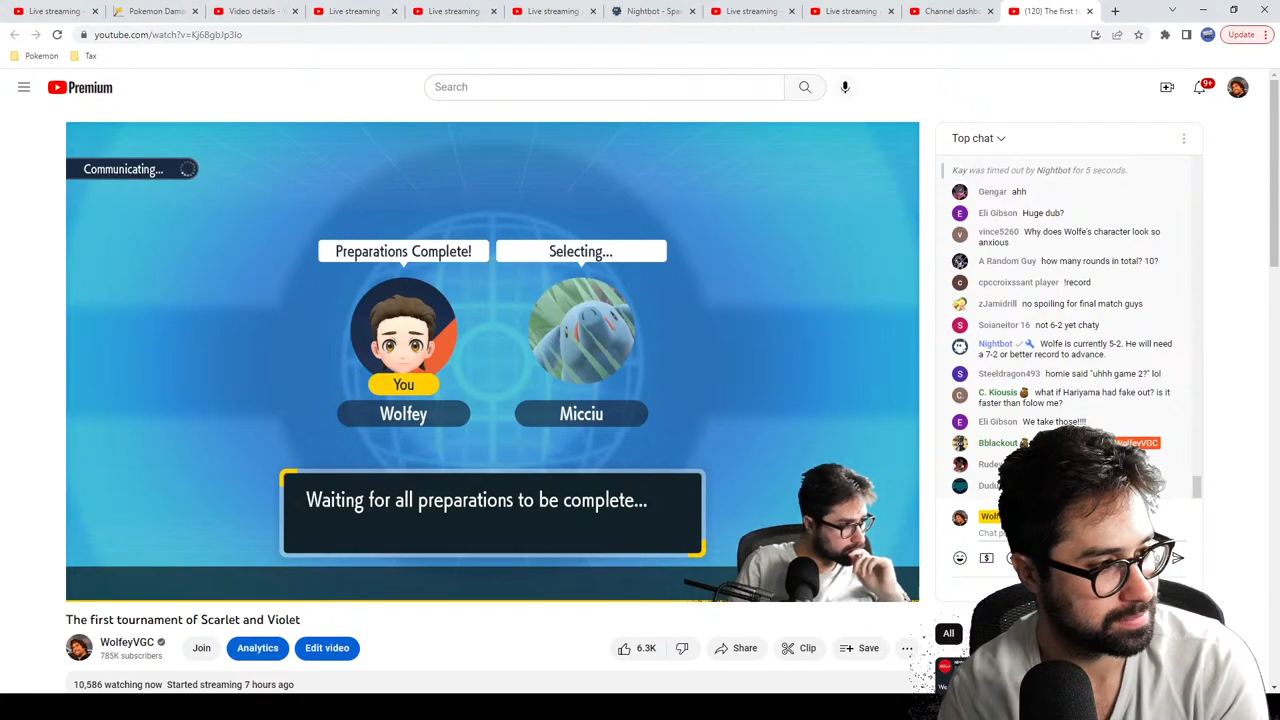 Live streaming -
Pokemon Dama
Video details - Y
Live streaming -
Live streaming -
Live streaming -
Nightbot - Spa
Live streaming -
Live streaming -
Channel dashb
(120) The first t
youtube.com/watch?v=Kj68gbJp3Io
Update
Pokemon
Tax
Premium
Search
9+
Communicating...
Preparations Complete!
Selecting...
You
Wolfey
Micciu
Waiting for all preparations to be complete...
Top chat
Kay was timed out by Nightbot for 5 seconds.
Gengar ahh
Eli Gibson Huge dub?
vince5260 Why does Wolfe's character look so
anxious
A Random Guy how many rounds in total? 10?
cpccroixssant player !record
zJamidrill no spoiling for final match guys
Soianeitor 16 not 6-2 yet chaty
Nightbot Wolfe is currently 5-2. He will need
a 7-2 or better record to advance.
Steeldragon493 homie said "uhhh game 2?" lol
C. Kiousis what if Hariyama had fake out? is it
faster than folow me?
Eli Gibson We take those!!!!
Bblackout WolfeyVGC
All
The first tournament of Scarlet and Violet
WolfeyVGC
785K subscribers
Join
Analytics
Edit video
6.3K
Share
Clip
Save
10,586 watching now Started streaming 7 hours ago